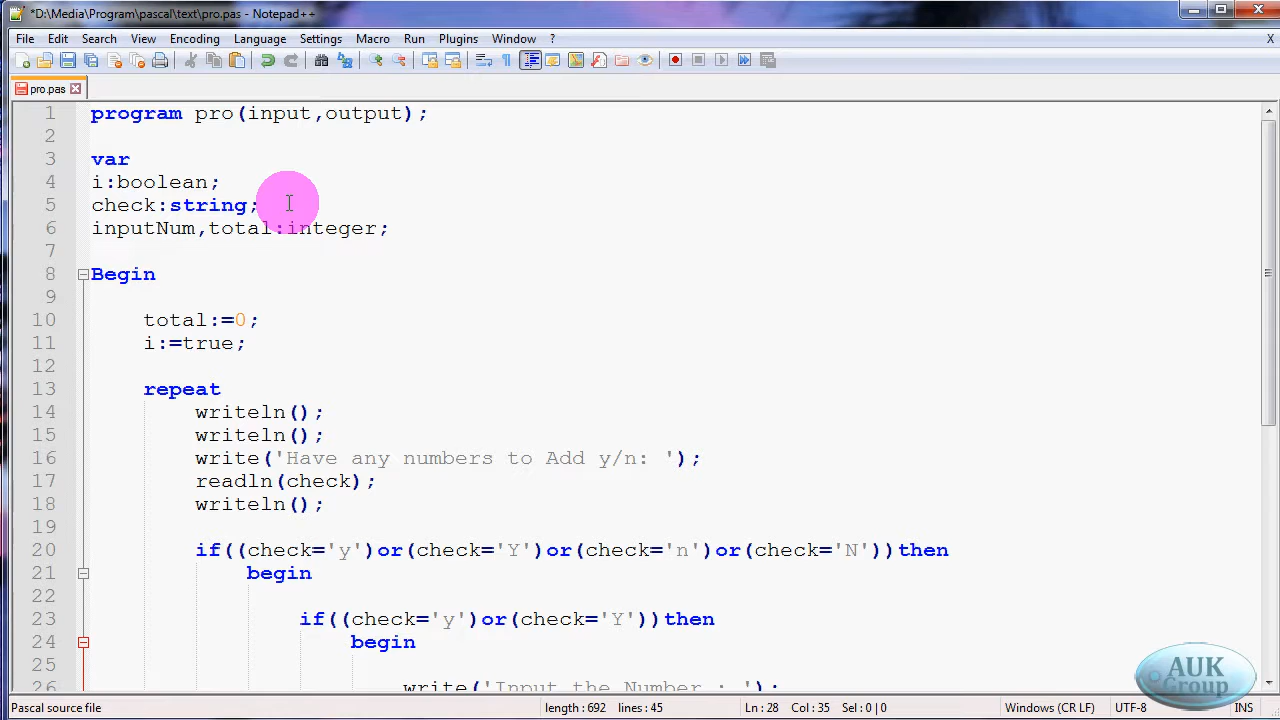 *D:\Media\Program\pascal\text\pro.pas - Notepad++
File Edit Search View Encoding Language Settings Macro Run Plugins Window ? X
pro.pas
1 program pro(input,output);
2
3 var
4 i:boolean;
5 check:string;
6 inputNum,total:integer;
7
8 Begin
9
10 total:=0;
11 i:=true;
12
13 repeat
14 writeln();
15 writeln();
16 write('Have any numbers to Add y/n: ');
17 readln(check);
18 writeln();
19
20 if((check='y')or(check='Y')or(check='n')or(check='N'))then
21 begin
22
23 if((check='y')or(check='Y'))then
24 begin
25
26 write('Input the Number : ');
AUK
Group
Pascal source file length : 692 lines : 45 Ln : 28 Col : 35 Sel : 0 | 0 Windows (CR LF) UTF-8 INS